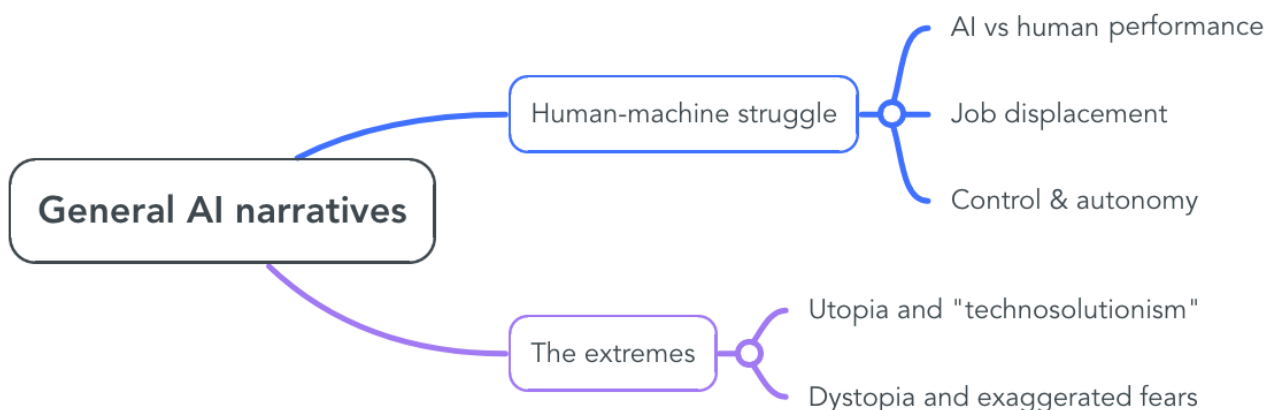 General AI narratives
Human-machine struggle
AI vs human performance
Job displacement
Control & autonomy
The extremes
Utopia and "technosolutionism"
Dystopia and exaggerated fears